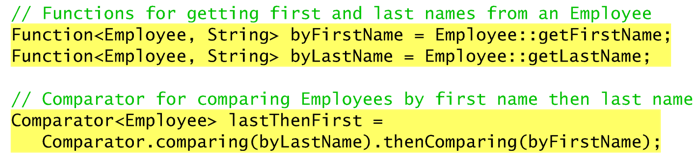 // Functions for getting first and last names from an Employee
Function<Employee, String> byFirstName = Employee::getFirstName;
Function<Employee, String> byLastName = Employee::getLastName;
// Comparator for comparing Employees by first name then last name
Comparator<Employee> lastThenFirst =
Comparator.comparing(byLastName).thenComparing(byFirstName);